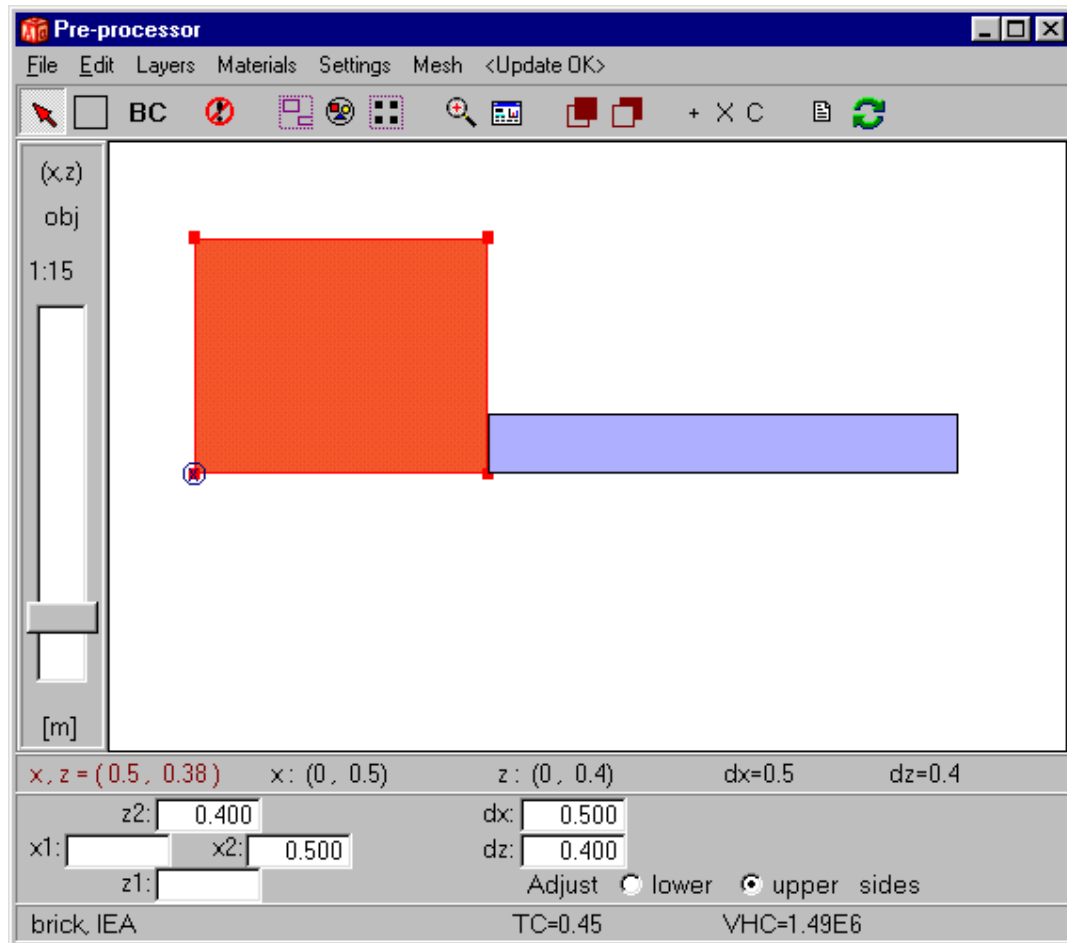 Pre-processor
File Edit Layers Materials Settings Mesh <Update OK>
BC + X C
(x,z)
obj
1:15
[m]
x, z = ( 0.5 , 0.38 ) x : (0 , 0.5) z : (0 , 0.4) dx=0.5 dz=0.4
z2: 0.400 dx: 0.500
x1: x2: 0.500 dz: 0.400
z1: Adjust lower upper sides
brick, IEA TC=0.45 VHC=1.49E6